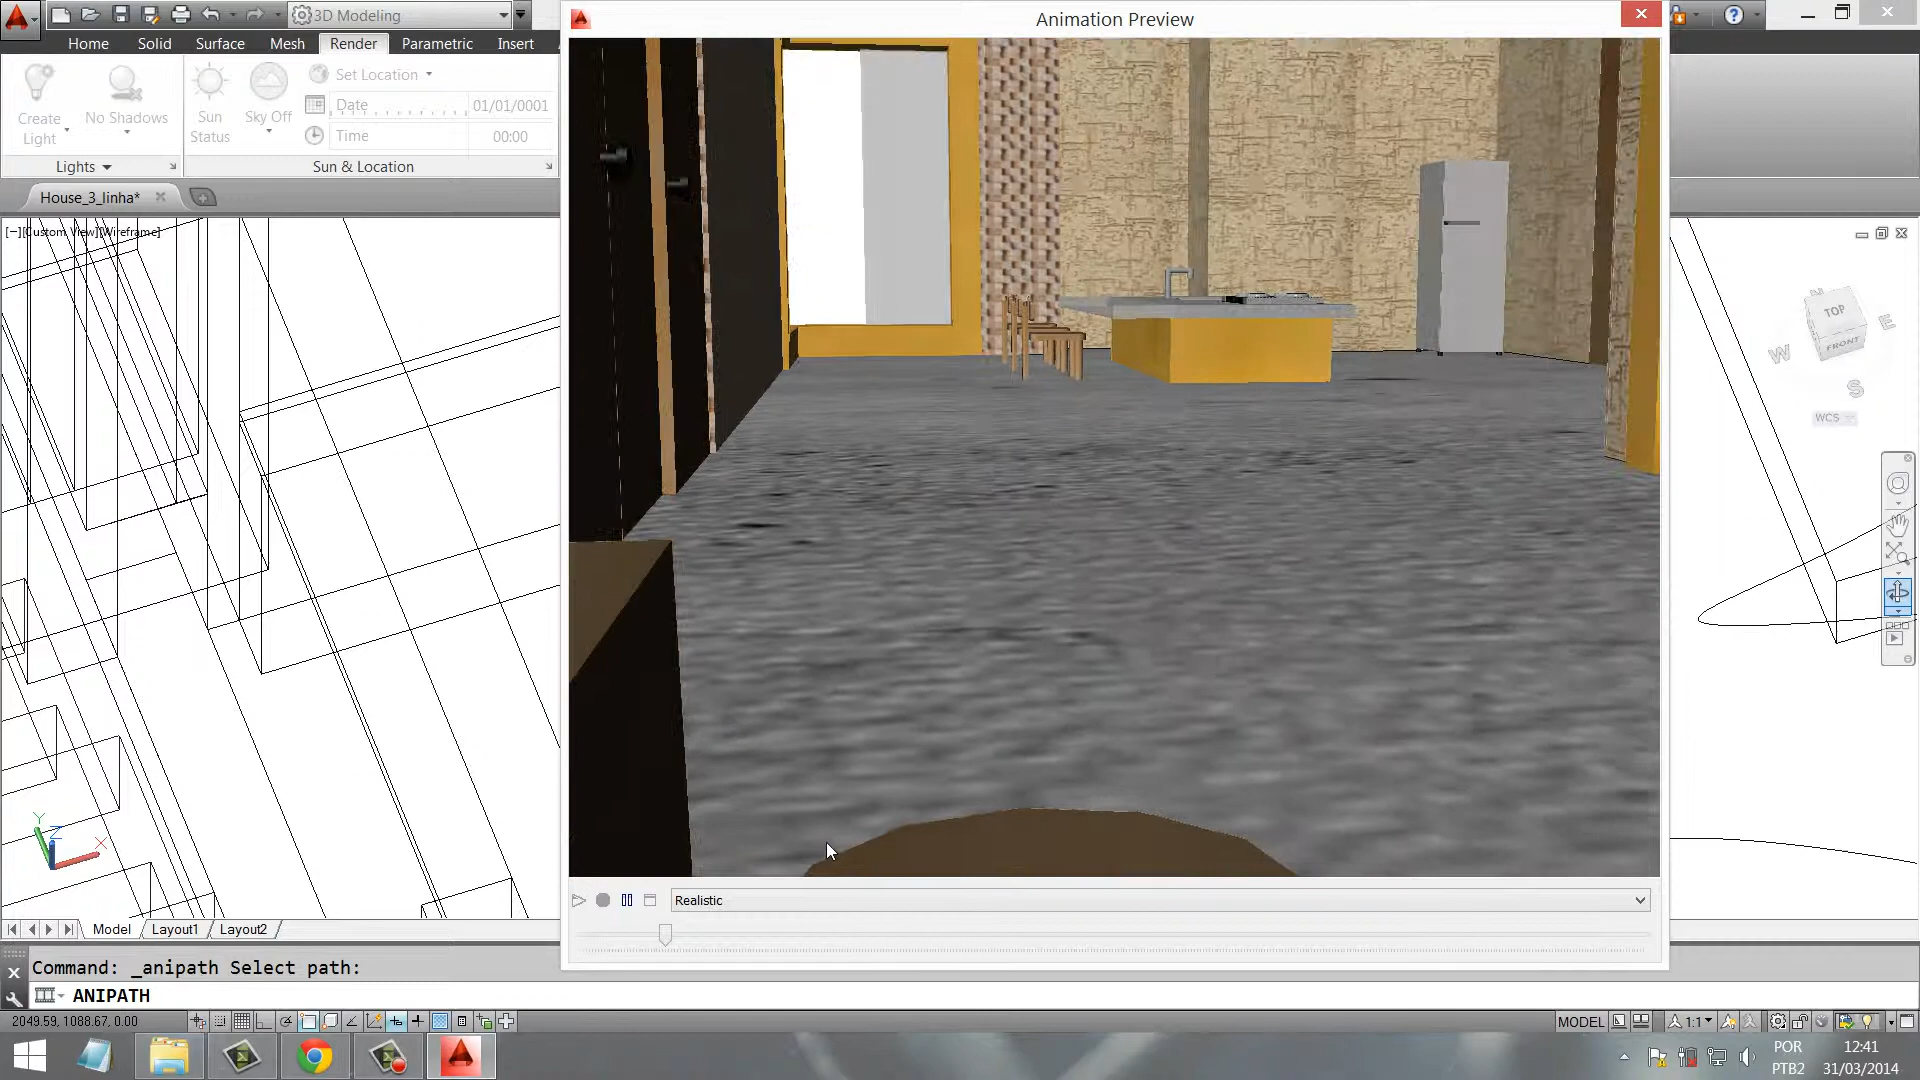 3D Modeling
Animation Preview
Home Solid Surface Mesh Render Parametric Insert
Set Location
Create Light
No Shadows
Sun Status
Sky Off
Date 01/01/0001
Time 00:00
Lights
Sun & Location
House_3_linha*
[−][Custom View][Wireframe]
TOP
FRONT
W
E
S
WCS
Y
Z
X
Realistic
Model Layout1 Layout2
Command: _anipath Select path:
ANIPATH
2049.59, 1088.67, 0.00
MODEL
1:1
POR
PTB2
12:41
31/03/2014